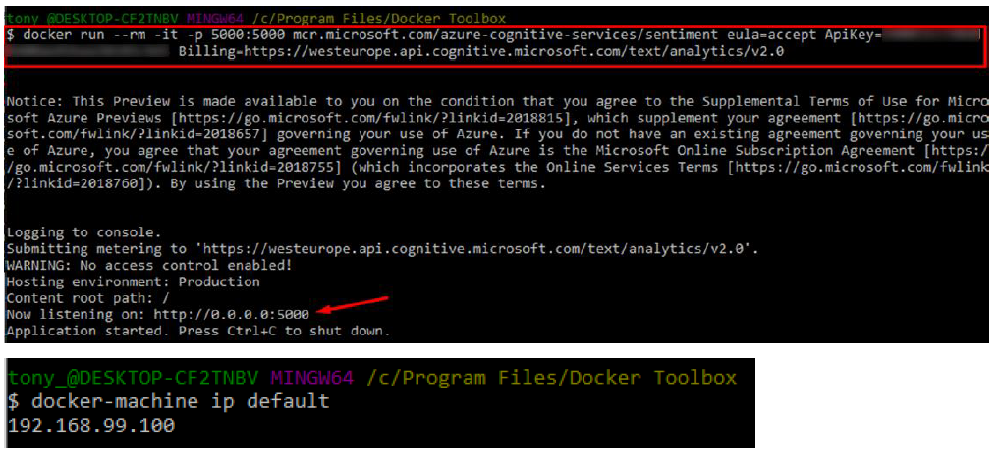 tony_@DESKTOP-CF2TNBV MINGW64 /c/Program Files/Docker Toolbox
$ docker run --rm -it -p 5000:5000 mcr.microsoft.com/azure-cognitive-services/sentiment eula=accept ApiKey=
Billing=https://westeurope.api.cognitive.microsoft.com/text/analytics/v2.0
Notice: This Preview is made available to you on the condition that you agree to the Supplemental Terms of Use for Micro
soft Azure Previews [https://go.microsoft.com/fwlink/?linkid=2018815], which supplement your agreement [https://go.micro
soft.com/fwlink/?linkid=2018657] governing your use of Azure. If you do not have an existing agreement governing your us
e of Azure, you agree that your agreement governing use of Azure is the Microsoft Online Subscription Agreement [https:/
/go.microsoft.com/fwlink/?linkid=2018755] (which incorporates the Online Services Terms [https://go.microsoft.com/fwlink
/?linkid=2018760]). By using the Preview you agree to these terms.
Logging to console.
Submitting metering to 'https://westeurope.api.cognitive.microsoft.com/text/analytics/v2.0'.
WARNING: No access control enabled!
Hosting environment: Production
Content root path: /
Now listening on: http://0.0.0.0:5000
Application started. Press Ctrl+C to shut down.
tony_@DESKTOP-CF2TNBV MINGW64 /c/Program Files/Docker Toolbox
$ docker-machine ip default
192.168.99.100